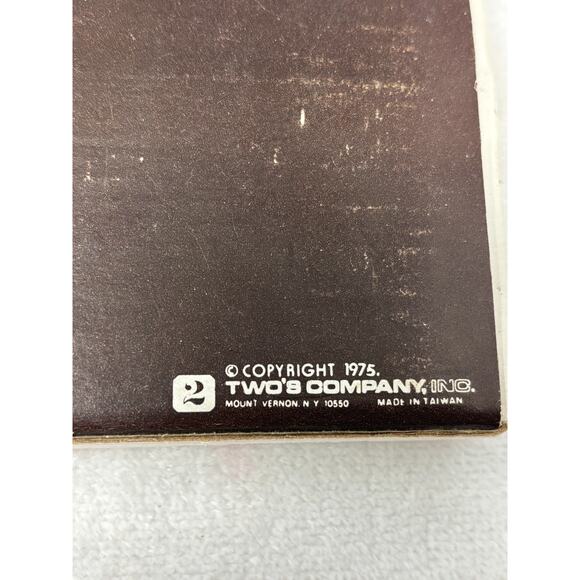 © COPYRIGHT 1975.
2 TWO'S COMPANY, INC.
MOUNT VERNON, N Y 10550 MADE IN TAIWAN